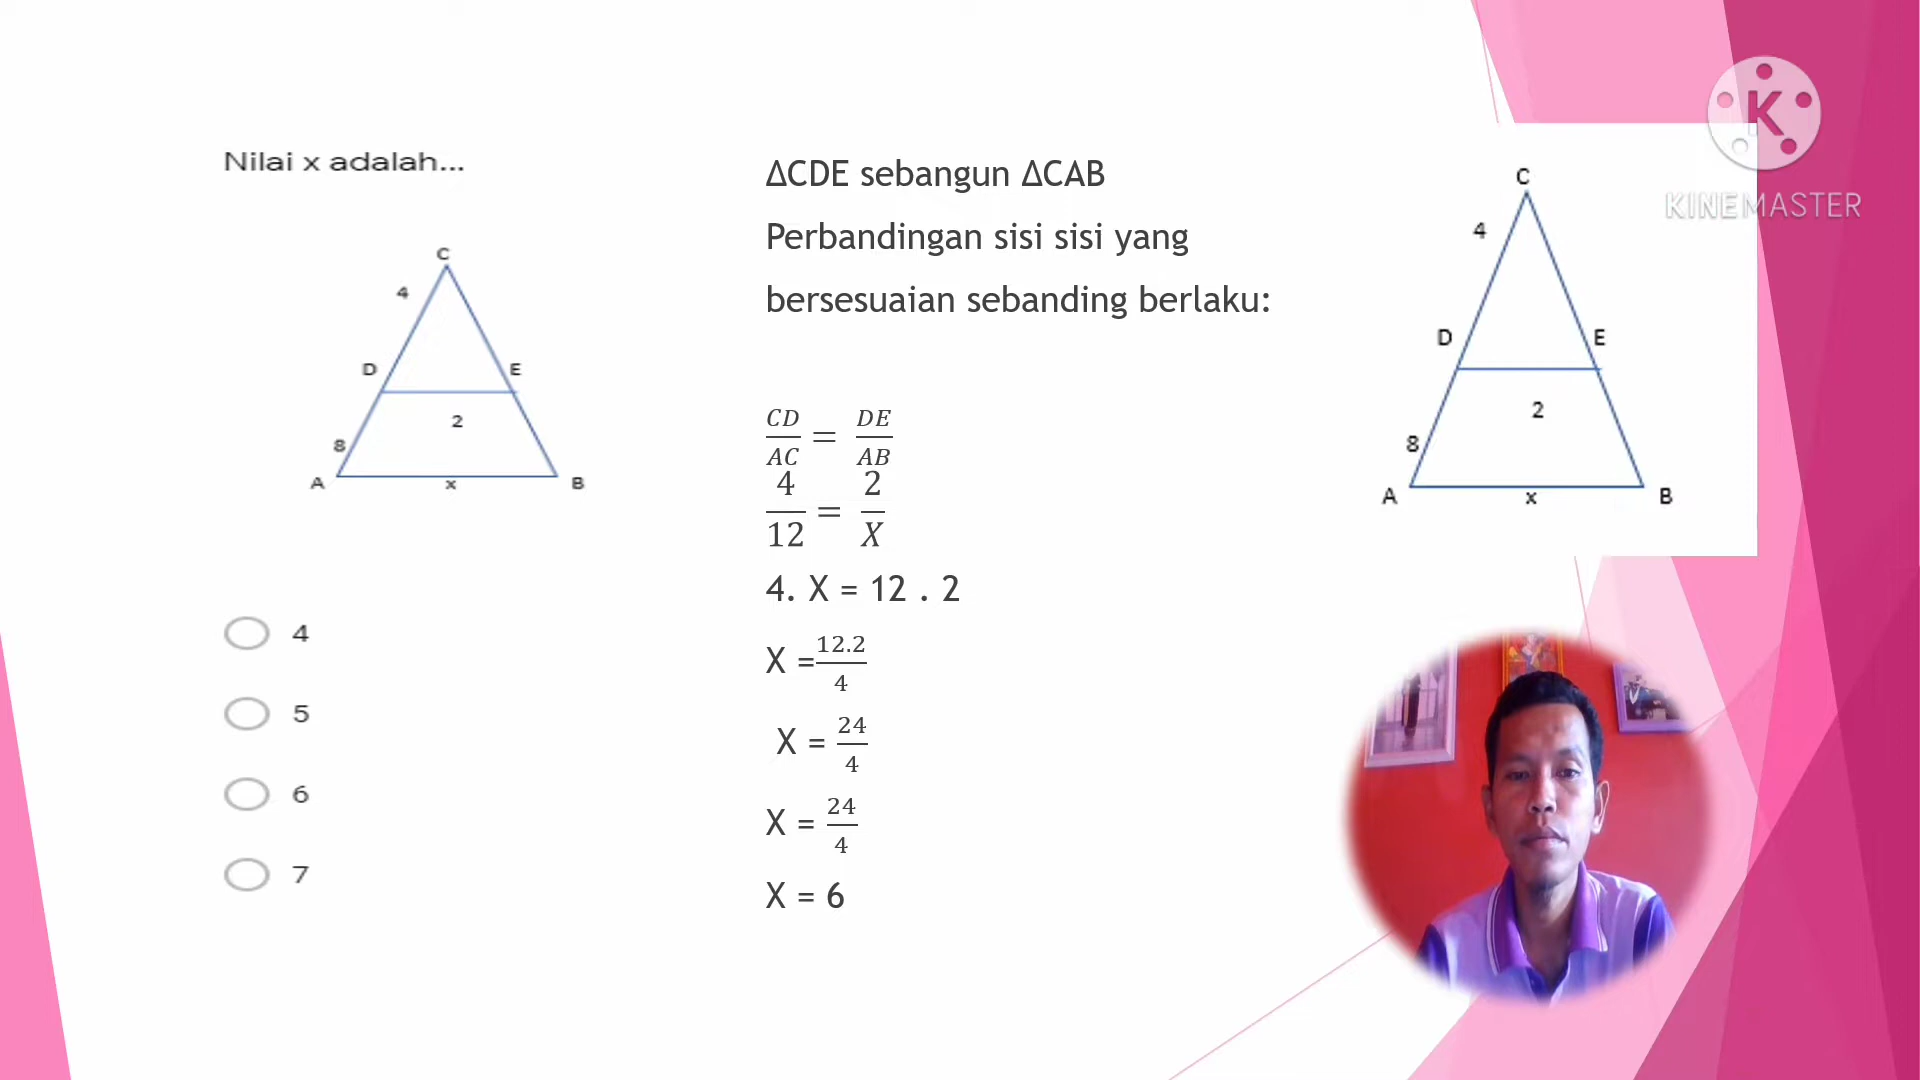 Nilai x adalah...
C
4
D
E
2
8
A
x
B
4
5
6
7
ΔCDE sebangun ΔCAB
Perbandingan sisi sisi yang
bersesuaian sebanding berlaku:
CD/AC = DE/AB
4/12 = 2/X
4. X = 12 . 2
X =12.2/4
X = 24/4
X = 24/4
X = 6
C
4
D
E
2
8
A
x
B
K
KINEMASTER